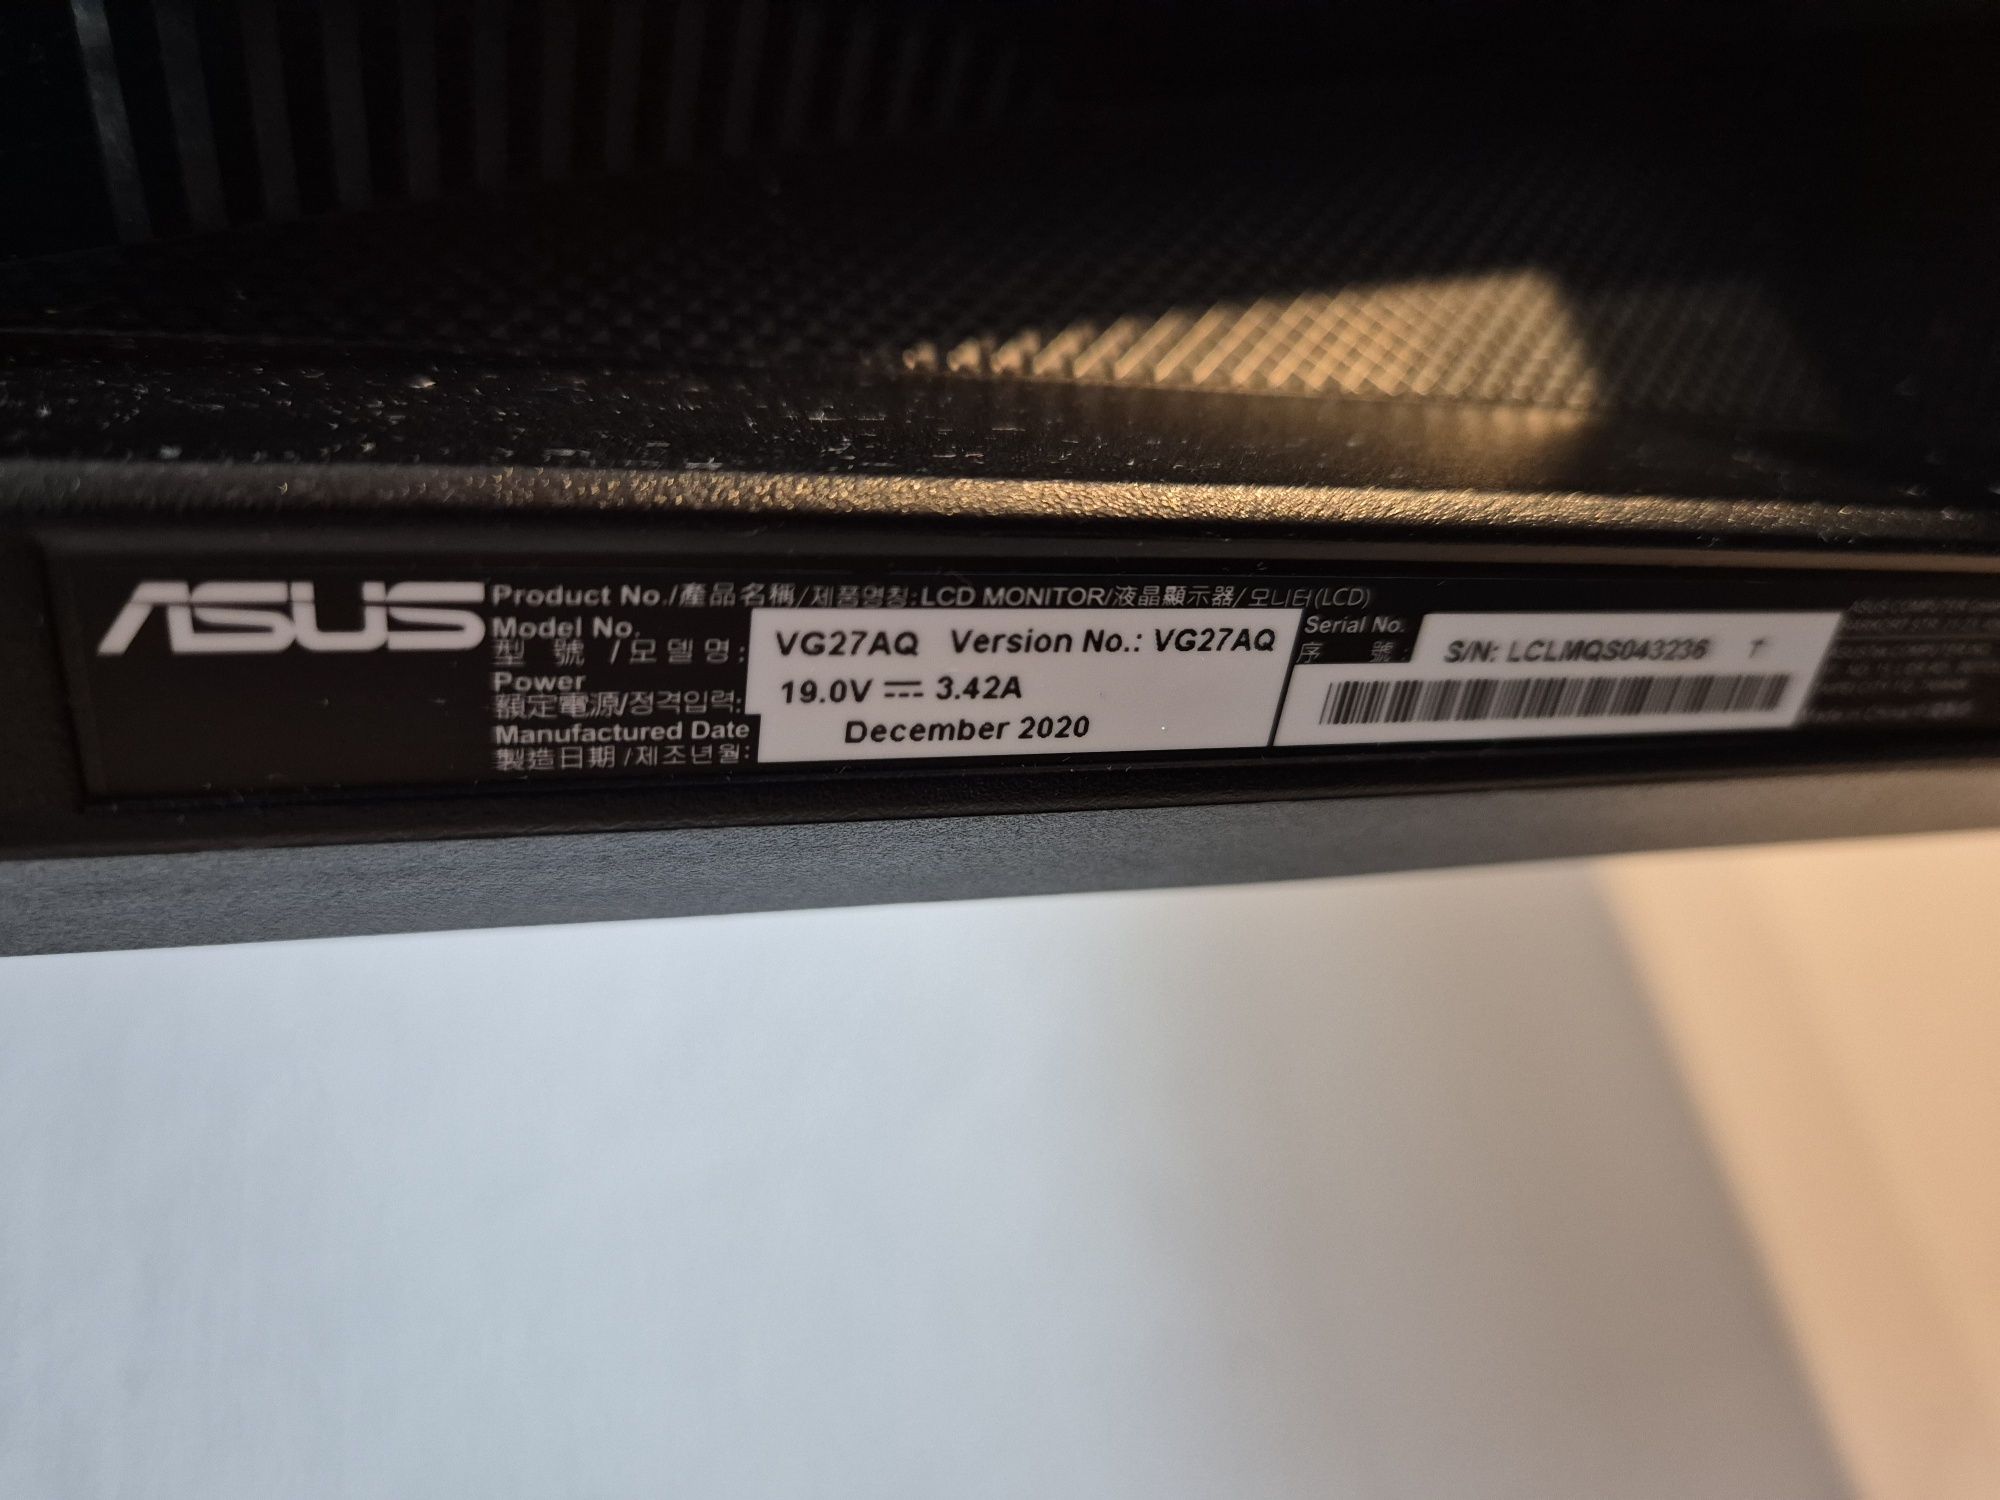 ASUS
Product No./產品名稱/제품명칭:LCD MONITOR/液晶顯示器/모니터(LCD)
Model No.
型 號 /모 델 명 : VG27AQ Version No.: VG27AQ
Power
額定電源/정격입력: 19.0V ⎓ 3.42A
Manufactured Date
製造日期 /제조년월: December 2020
Serial No.
序 號 : S/N: LCLMQS043236 T
ASUS COMPUTER